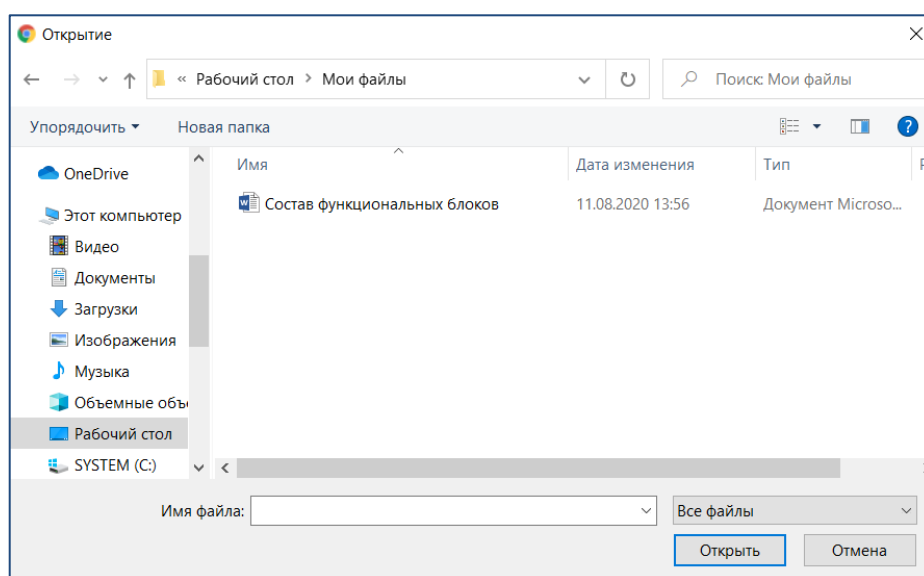 Открытие
« Рабочий стол > Мои файлы
Поиск: Мои файлы
Упорядочить Новая папка
?
Имя Дата изменения Тип
Состав функциональных блоков 11.08.2020 13:56 Документ Microso...
OneDrive
Этот компьютер
Видео
Документы
Загрузки
Изображения
Музыка
Объемные объ
Рабочий стол
SYSTEM (C:)
Имя файла: Все файлы
Открыть Отмена